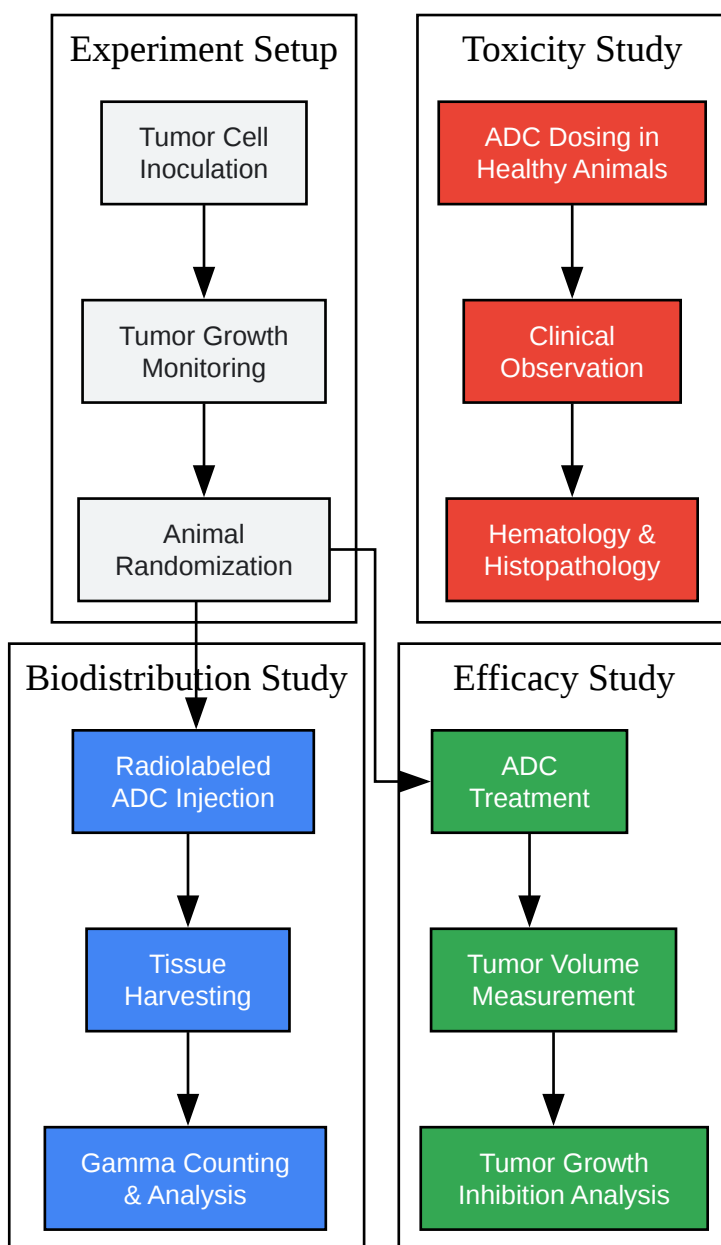 Experiment Setup
Tumor Cell
Inoculation
Tumor Growth
Monitoring
Animal
Randomization
Toxicity Study
ADC Dosing in
Healthy Animals
Clinical
Observation
Hematology &
Histopathology
Biodistribution Study
Radiolabeled
ADC Injection
Tissue
Harvesting
Gamma Counting
& Analysis
Efficacy Study
ADC
Treatment
Tumor Volume
Measurement
Tumor Growth
Inhibition Analysis